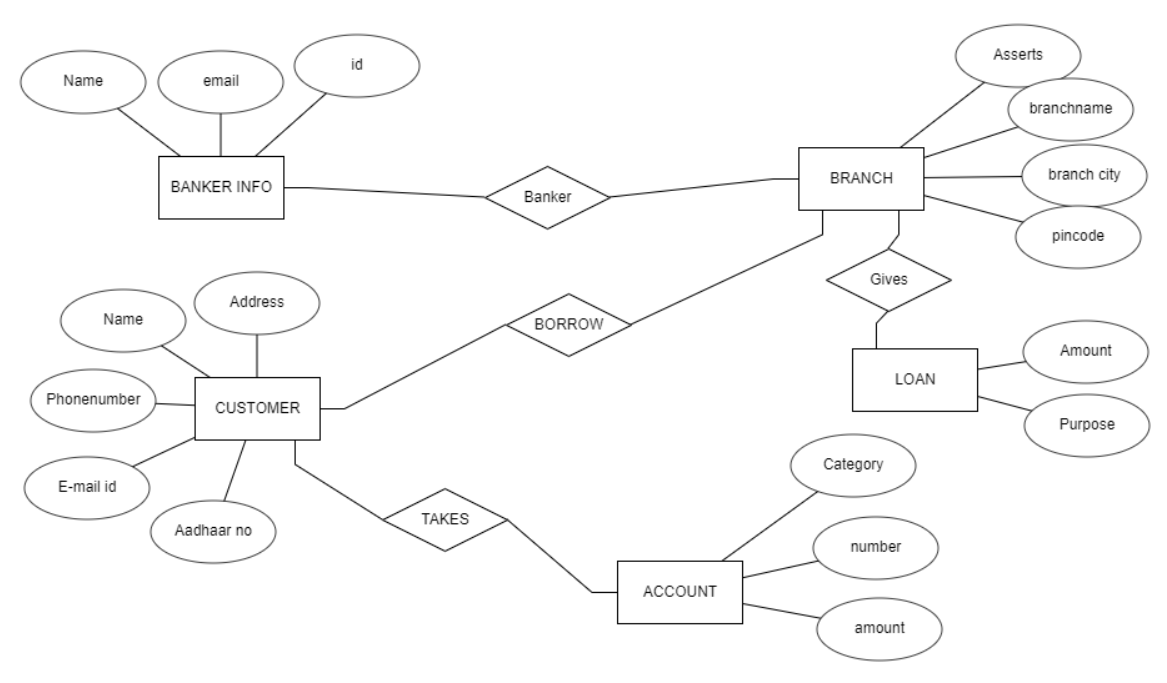 Asserts
id
Name
email
branchname
branch city
BANKER INFO
BRANCH
Banker
pincode
Gives
Address
Name
BORROW
Amount
LOAN
Phonenumber
CUSTOMER
Purpose
Category
E-mail id
TAKES
Aadhaar no
number
ACCOUNT
amount